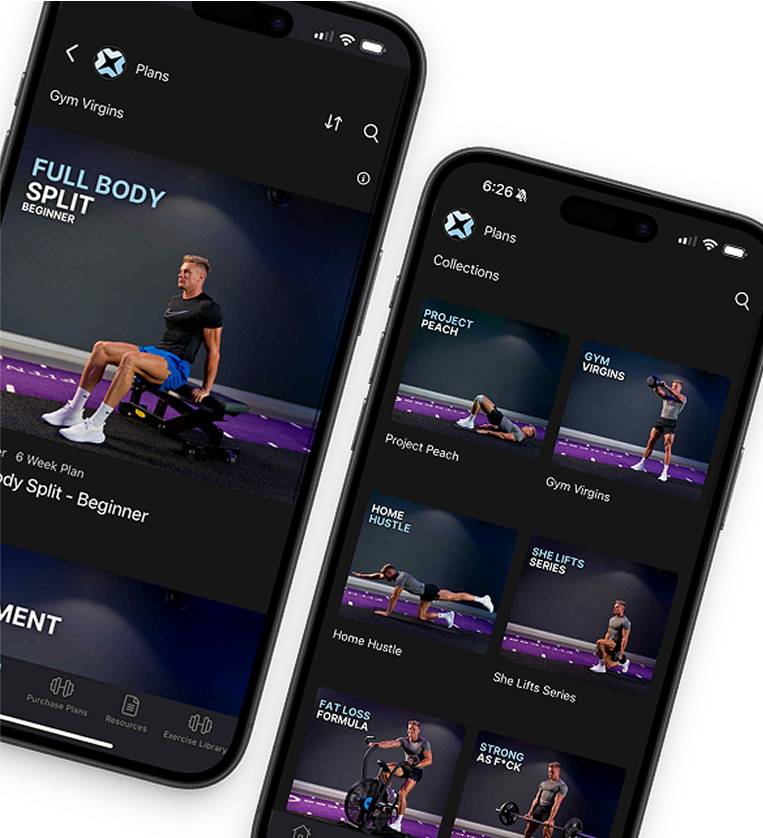 Plans
Gym Virgins
FULL BODY
SPLIT
BEGINNER
6 Week Plan
Body Split - Beginner
MENT
Purchase Plans
Resources
Exercise Library
6:26
Plans
Collections
PROJECT
PEACH
Project Peach
GYM
VIRGINS
Gym Virgins
HOME
HUSTLE
Home Hustle
SHE LIFTS
SERIES
She Lifts Series
FAT LOSS
FORMULA
STRONG
AS F*CK